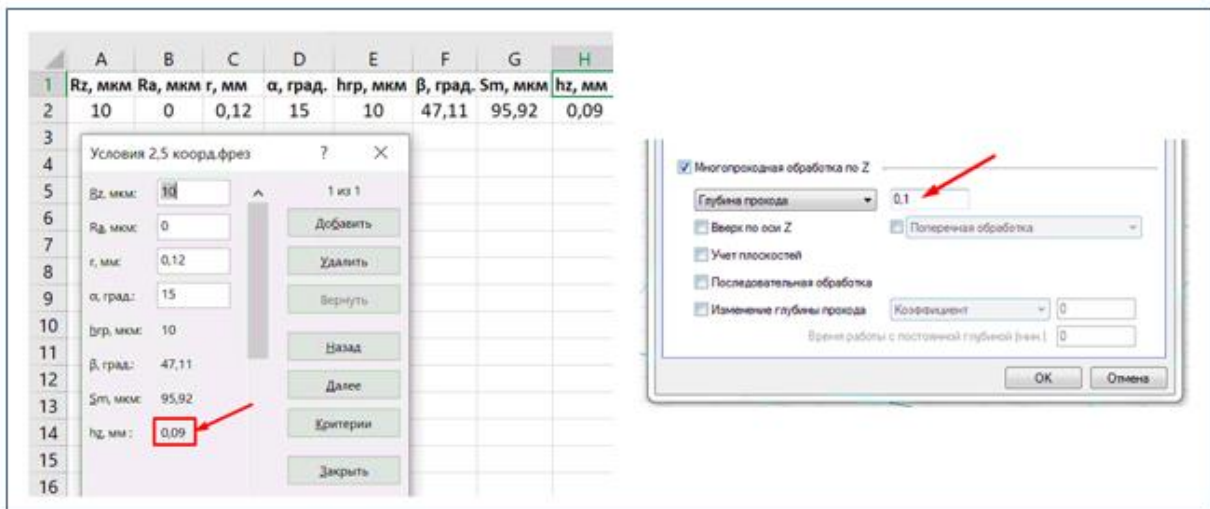 A B C D E F G H
1 Rz, мкм Ra, мкм r, мм α, град. hгр, мкм β, град. Sm, мкм hz, мм
2 10 0 0,12 15 10 47,11 95,92 0,09
3
4
5
6
7
8
9
10
11
12
13
14
15
16
Условия 2,5 коорд.фрез ? ×
Rz, мкм: 10
Ra, мкм: 0
r, мм: 0,12
α, град.: 15
hгр, мкм: 10
β, град.: 47,11
Sm, мкм: 95,92
hz, мм : 0,09
1 из 1
Добавить
Удалить
Вернуть
Назад
Далее
Критерии
Закрыть
Многопроходная обработка по Z
Глубина прохода 0,1
Вверх по оси Z Поперечная обработка
Учет плоскостей
Последовательная обработка
Изменение глубины прохода Коэффициент 0
Время работы с постоянной глубиной (мин.) 0
OK Отмена